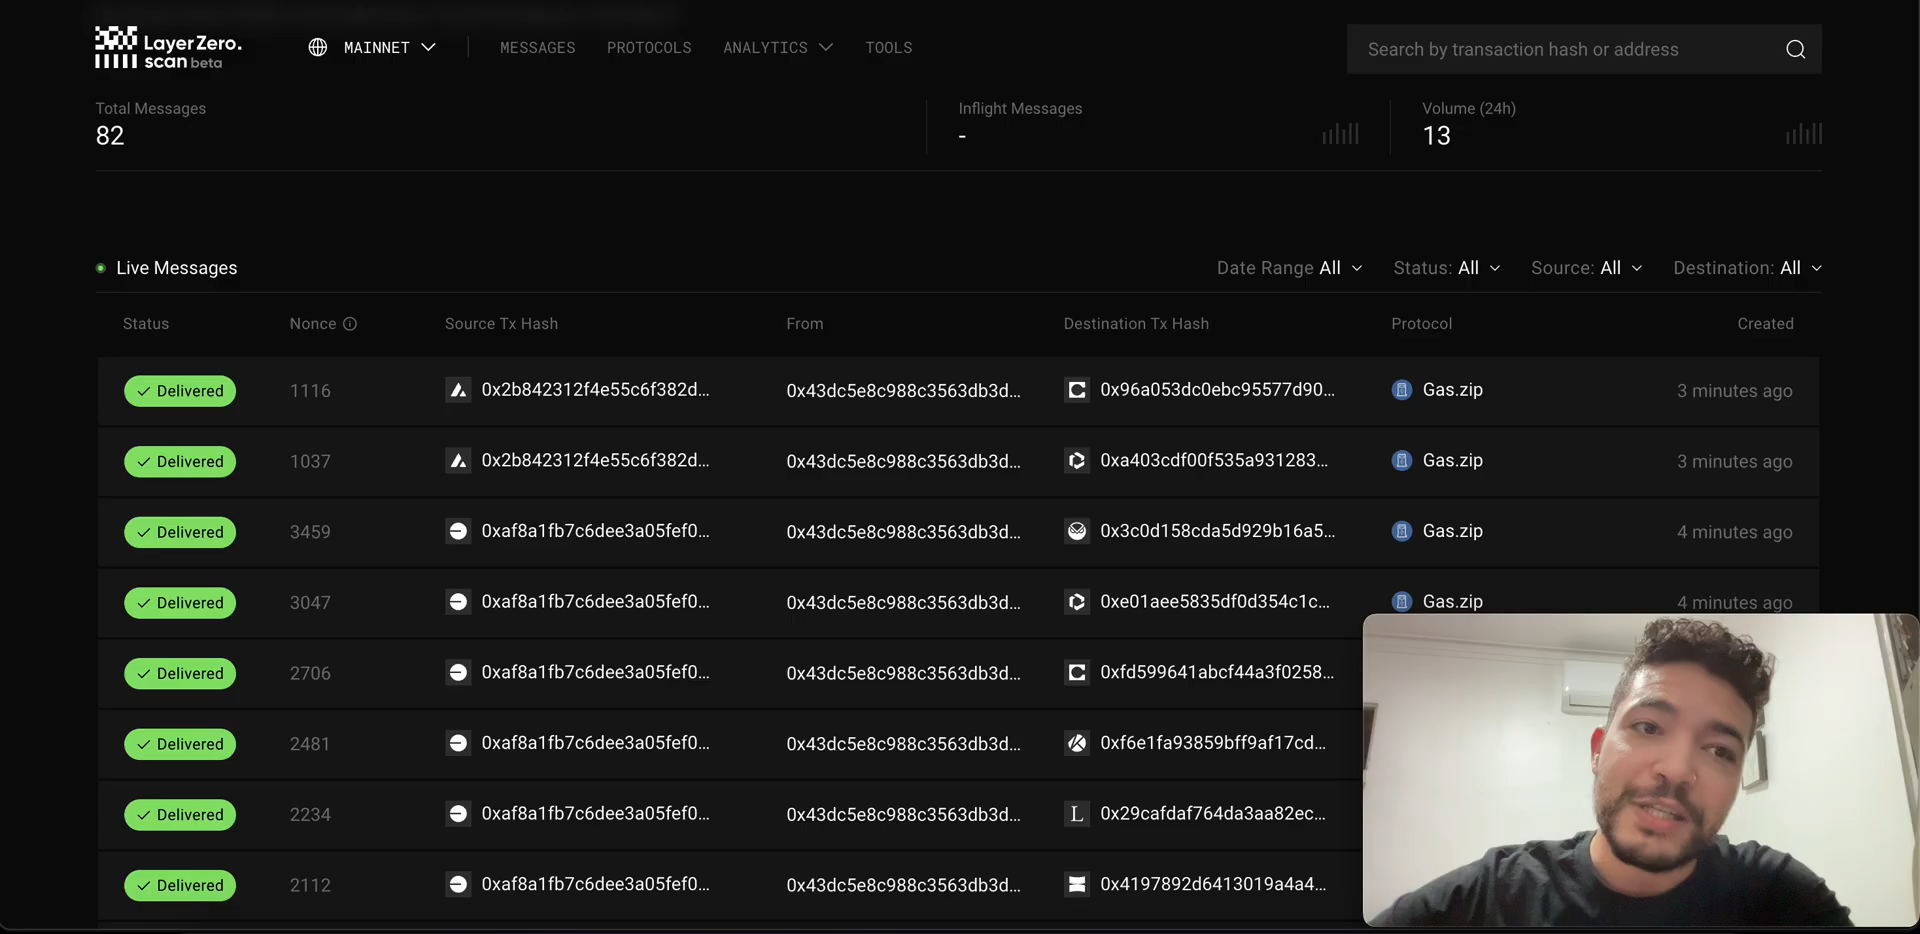 LayerZero.
scan beta
MAINNET
MESSAGES
PROTOCOLS
ANALYTICS
TOOLS
Search by transaction hash or address
Total Messages
82
Inflight Messages
-
Volume (24h)
13
Live Messages
Date Range All
Status: All
Source: All
Destination: All
Status Nonce Source Tx Hash From Destination Tx Hash Protocol Created
Delivered 1116 0x2b842312f4e55c6f382d... 0x43dc5e8c988c3563db3d... 0x96a053dc0ebc95577d90... Gas.zip 3 minutes ago
Delivered 1037 0x2b842312f4e55c6f382d... 0x43dc5e8c988c3563db3d... 0xa403cdf00f535a931283... Gas.zip 3 minutes ago
Delivered 3459 0xaf8a1fb7c6dee3a05fef0... 0x43dc5e8c988c3563db3d... 0x3c0d158cda5d929b16a5... Gas.zip 4 minutes ago
Delivered 3047 0xaf8a1fb7c6dee3a05fef0... 0x43dc5e8c988c3563db3d... 0xe01aee5835df0d354c1c... Gas.zip 4 minutes ago
Delivered 2706 0xaf8a1fb7c6dee3a05fef0... 0x43dc5e8c988c3563db3d... 0xfd599641abcf44a3f0258...
Delivered 2481 0xaf8a1fb7c6dee3a05fef0... 0x43dc5e8c988c3563db3d... 0xf6e1fa93859bff9af17cd...
Delivered 2234 0xaf8a1fb7c6dee3a05fef0... 0x43dc5e8c988c3563db3d... L 0x29cafdaf764da3aa82ec...
Delivered 2112 0xaf8a1fb7c6dee3a05fef0... 0x43dc5e8c988c3563db3d... 0x4197892d6413019a4a4...